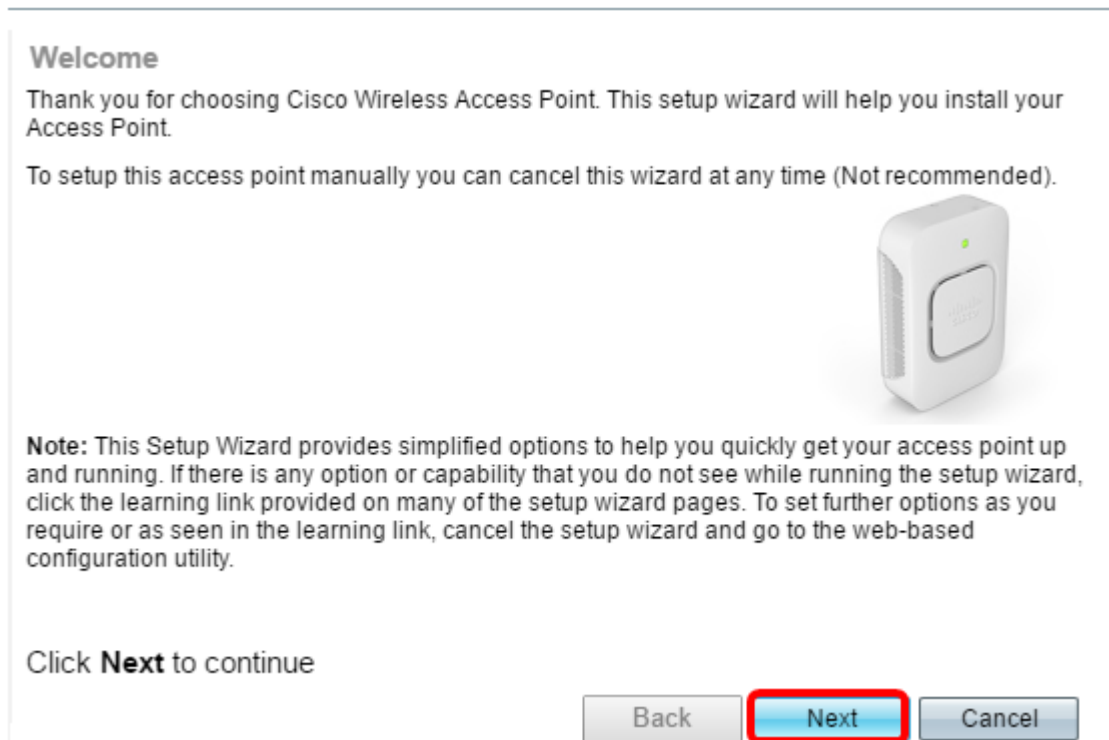 Welcome
Thank you for choosing Cisco Wireless Access Point. This setup wizard will help you install your
Access Point.
To setup this access point manually you can cancel this wizard at any time (Not recommended).
Note: This Setup Wizard provides simplified options to help you quickly get your access point up
and running. If there is any option or capability that you do not see while running the setup wizard,
click the learning link provided on many of the setup wizard pages. To set further options as you
require or as seen in the learning link, cancel the setup wizard and go to the web-based
configuration utility.
Click Next to continue
Back Next Cancel